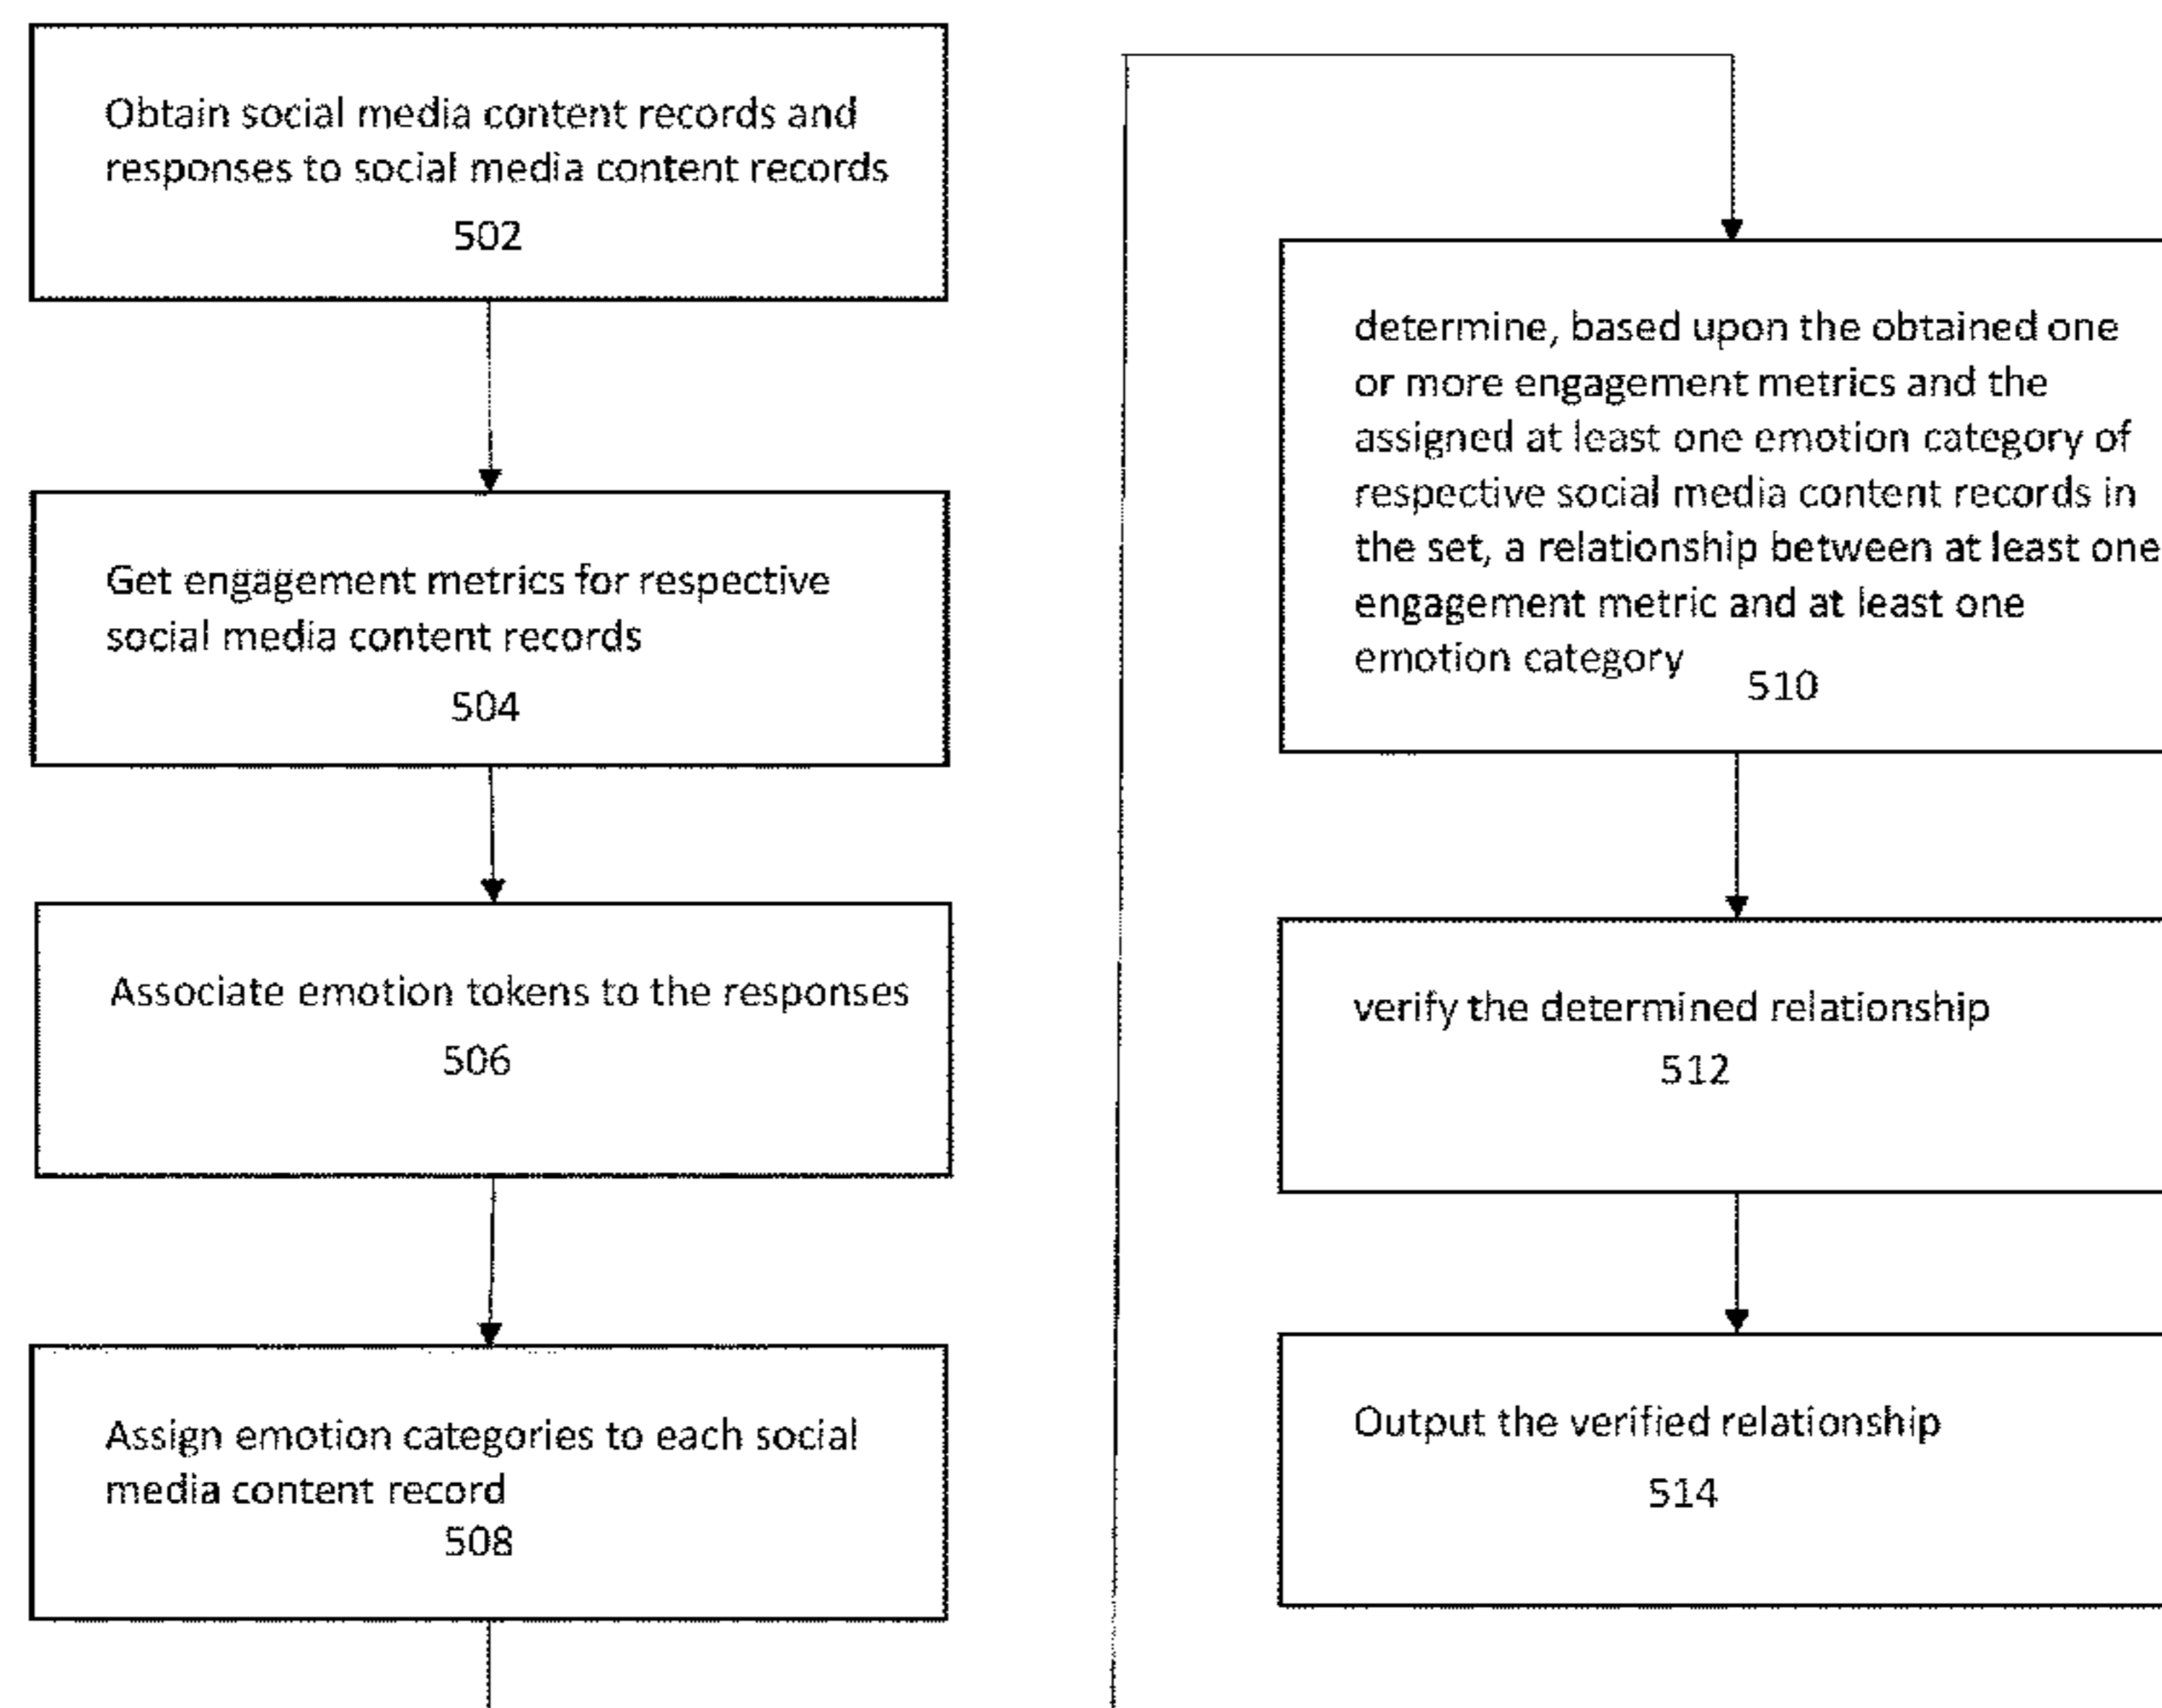 Obtain social media content records and
responses to social media content records
502
Get engagement metrics for respective
social media content records
504
Associate emotion tokens to the responses
506
Assign emotion categories to each social
media content record
508
determine, based upon the obtained one
or more engagement metrics and the
assigned at least one emotion category of
respective social media content records in
the set, a relationship between at least one
engagement metric and at least one
emotion category
510
verify the determined relationship
512
Output the verified relationship
514